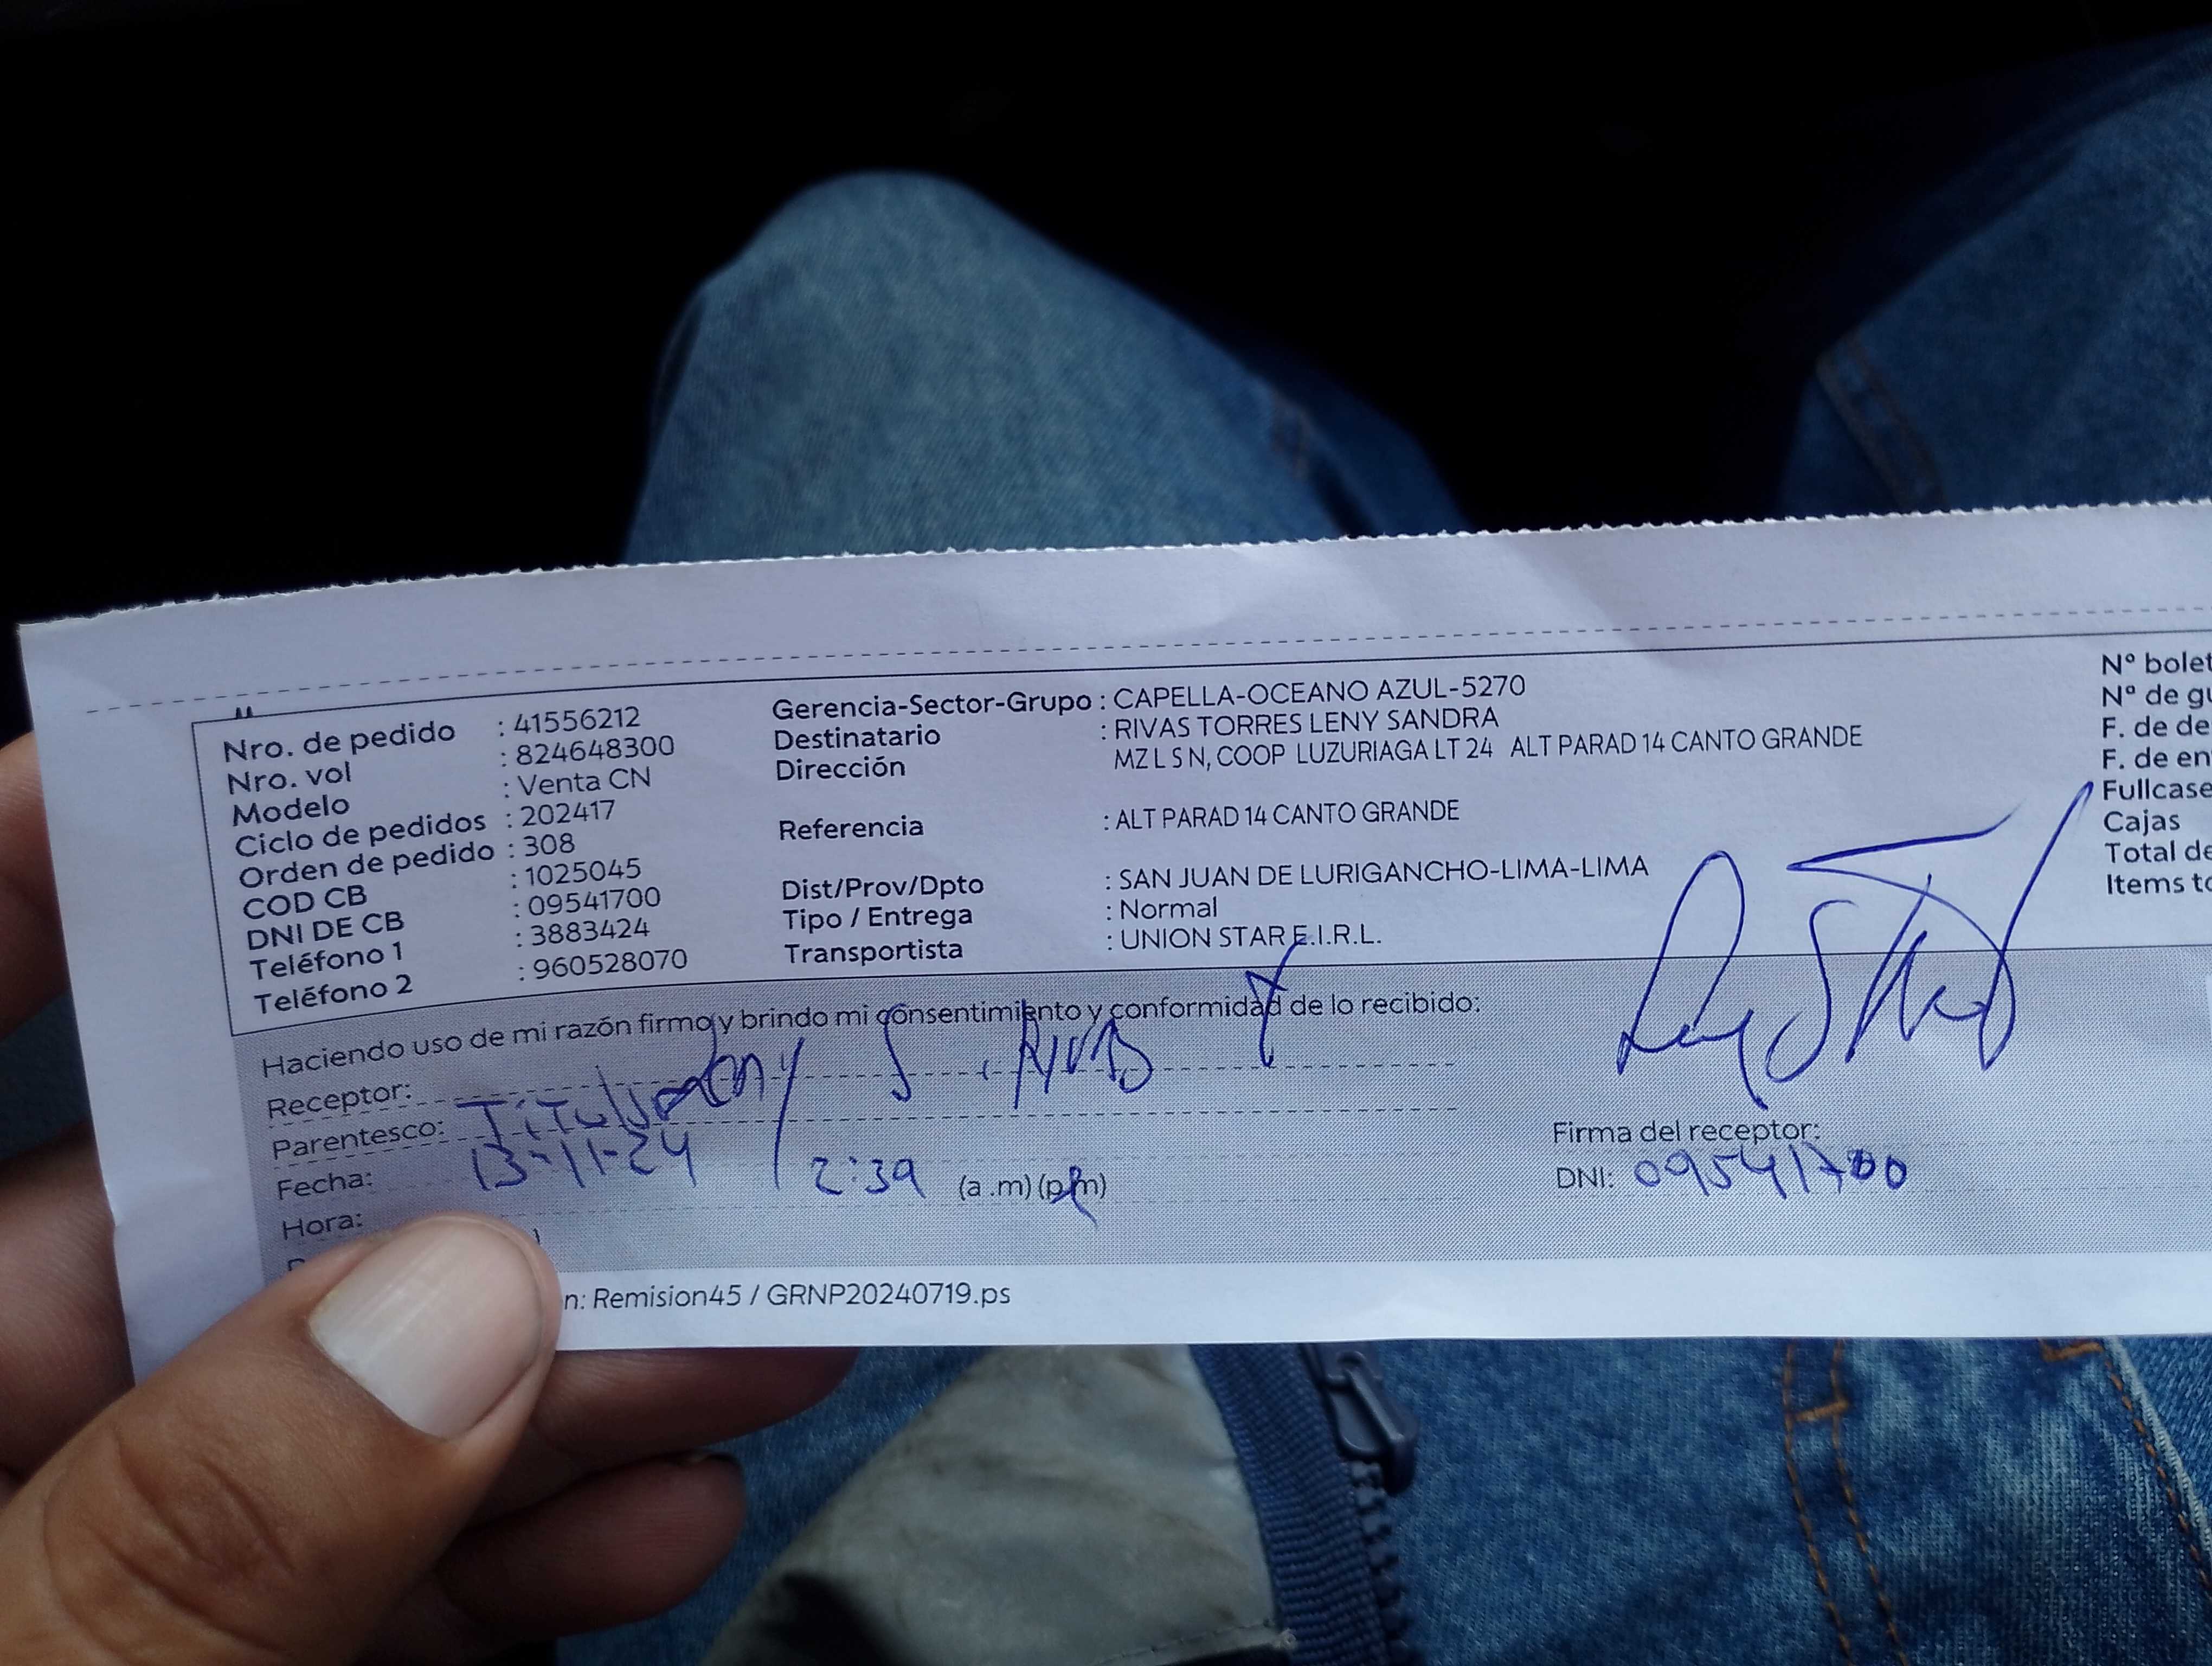 Nro. de pedido : 41556212
Nro. vol : 824648300
Modelo : Venta CN
Ciclo de pedidos : 202417
Orden de pedido : 308
COD CB : 1025045
DNI DE CB : 09541700
Teléfono 1 : 3883424
Teléfono 2 : 960528070
Gerencia-Sector-Grupo : CAPELLA-OCEANO AZUL-5270
Destinatario : RIVAS TORRES LENY SANDRA
Dirección MZ L S N, COOP LUZURIAGA LT 24 ALT PARAD 14 CANTO GRANDE
Referencia : ALT PARAD 14 CANTO GRANDE
Dist/Prov/Dpto : SAN JUAN DE LURIGANCHO-LIMA-LIMA
Tipo / Entrega : Normal
Transportista : UNION STAR E.I.R.L.
N° bolet
N° de gu
F. de de
F. de en
Fullcase
Cajas
Total de
Items to
Haciendo uso de mi razón firmo y brindo mi consentimiento y conformidad de lo recibido:
Receptor: Leny S. Rivas T
Parentesco: Titular
Fecha: 13-11-24
Hora: 2:39 (a.m) (pm)
Firma del receptor:
DNI: 09541700
n: Remision45 / GRNP20240719.ps